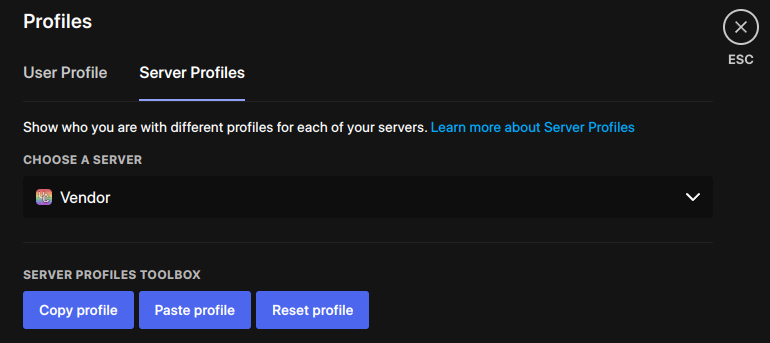 Profiles
ESC
User Profile
Server Profiles
Show who you are with different profiles for each of your servers. Learn more about Server Profiles
CHOOSE A SERVER
Vendor
SERVER PROFILES TOOLBOX
Copy profile
Paste profile
Reset profile